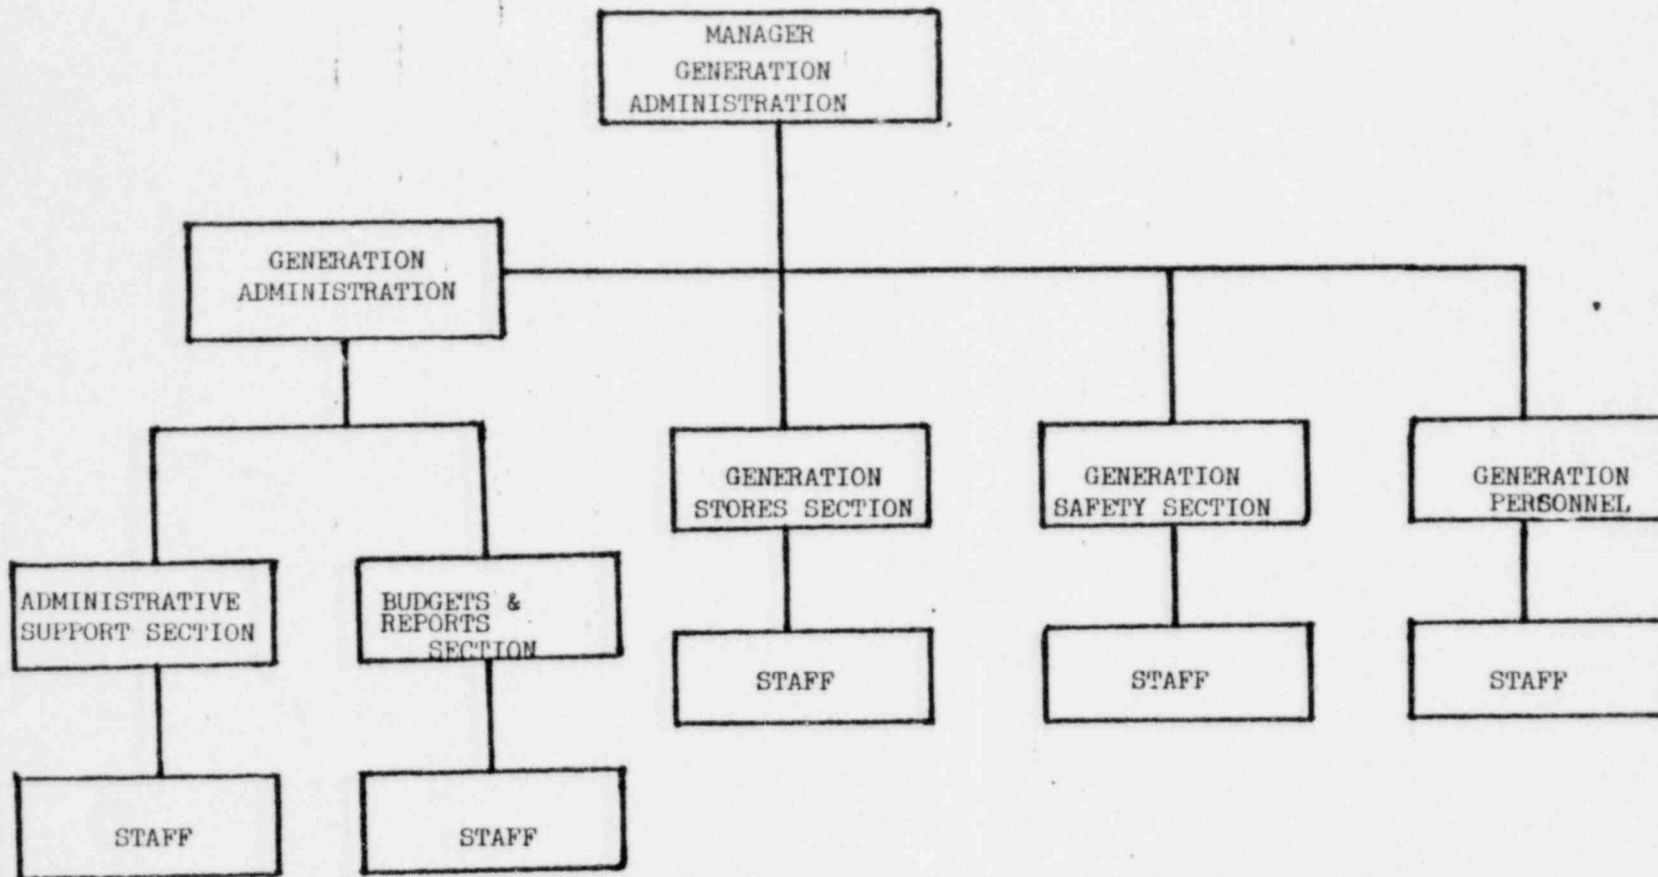 MANAGER
GENERATION
ADMINISTRATION
GENERATION
ADMINISTRATION
GENERATION
STORES SECTION
GENERATION
SAFETY SECTION
GENERATION
PERSONNEL
ADMINISTRATIVE
SUPPORT SECTION
BUDGETS &
REPORTS
SECTION
STAFF
STAFF
STAFF
STAFF
STAFF